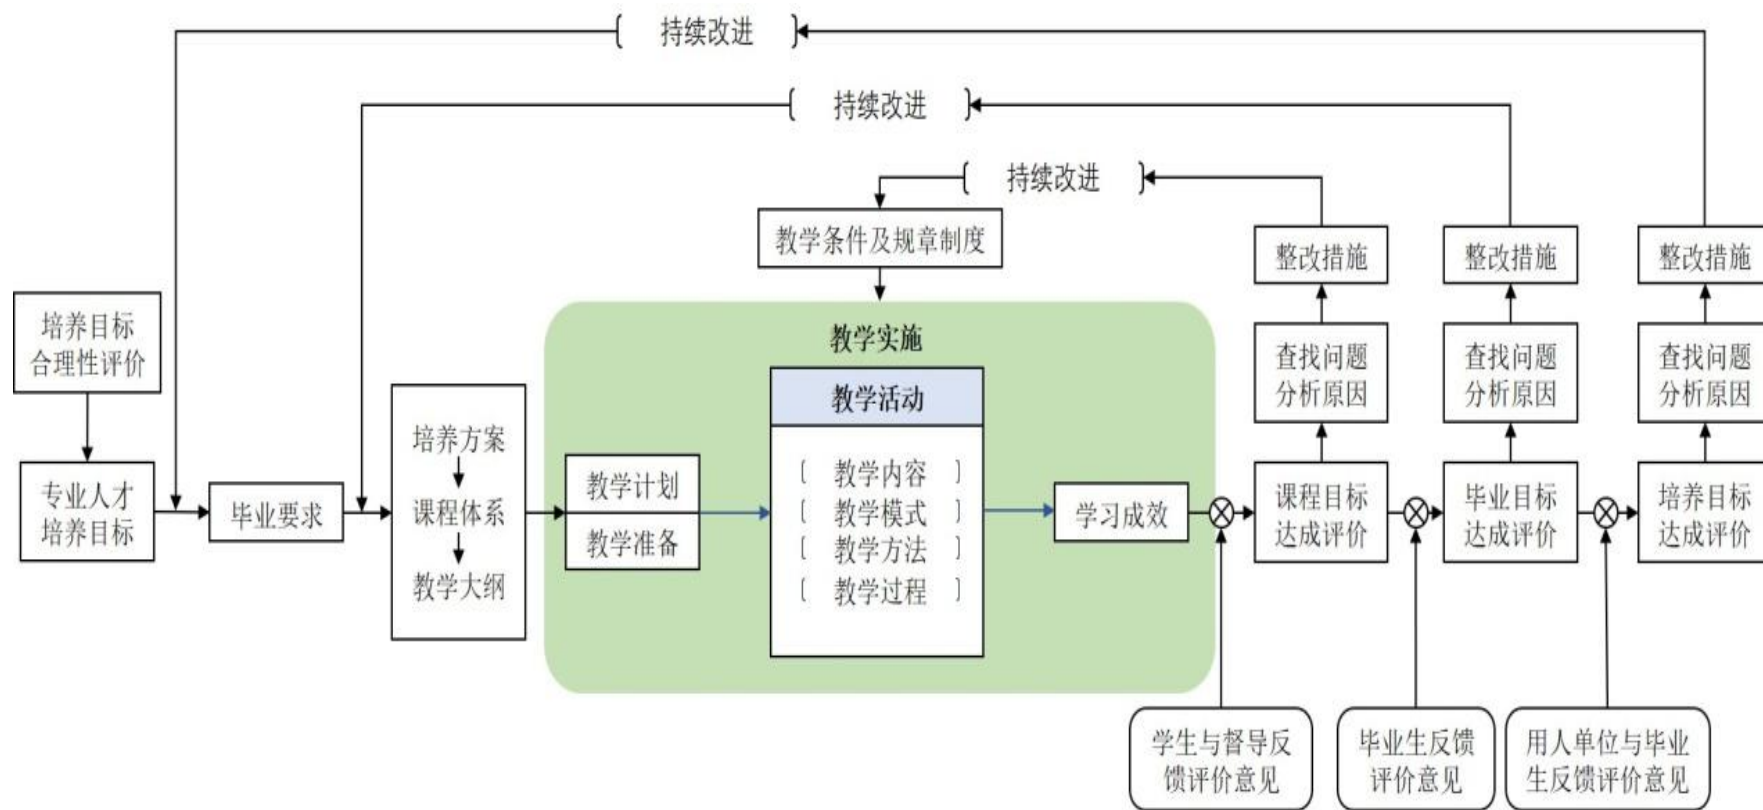 持续改进
持续改进
持续改进
教学条件及规章制度
整改措施
整改措施
整改措施
培养目标
合理性评价
教学实施
查找问题
分析原因
查找问题
分析原因
查找问题
分析原因
教学活动
培养方案
课程体系
教学大纲
专业人才
培养目标
毕业要求
教学计划
教学准备
教学内容
教学模式
教学方法
教学过程
学习成效
课程目标
达成评价
毕业目标
达成评价
培养目标
达成评价
学生与督导反
馈评价意见
毕业生反馈
评价意见
用人单位与毕业
生反馈评价意见